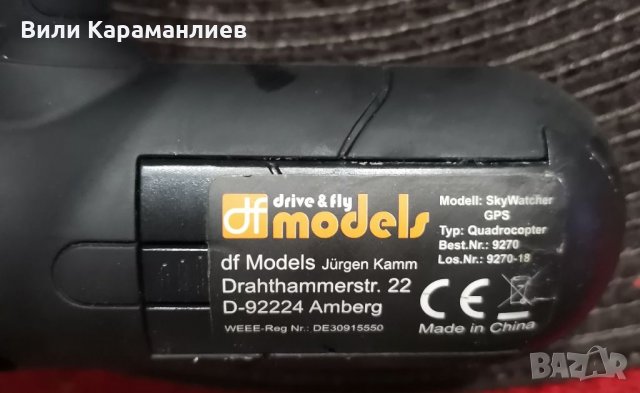 Вили Караманлиев
drive & fly
df models
df Models Jürgen Kamm
Drahthammerstr. 22
D-92224 Amberg
WEEE-Reg Nr.: DE30915550
Modell: SkyWatcher
GPS
Typ: Quadrocopter
Best.Nr.: 9270
Los.Nr.: 9270-18
CE
Made in China
BAZAR